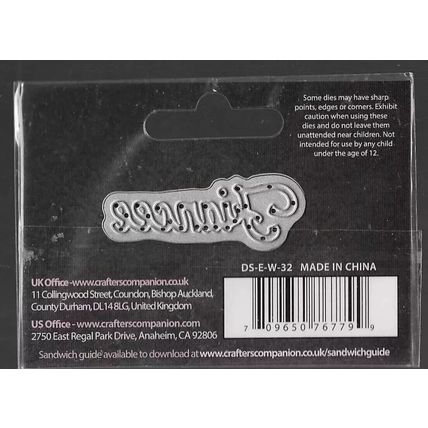 Some dies may have sharp
points, edges or corners. Exhibit
caution when using these
dies and do not leave them
unattended near children. Not
intended for use by any child
under the age of 12.
Fiancee
DS-E-W-32 MADE IN CHINA
UK Office -www.crafterscompanion.co.uk
11 Collingwood Street, Coundon, Bishop Auckland,
County Durham, DL14 8LG, United Kingdom
US Office - www.crafterscompanion.com
2750 East Regal Park Drive, Anaheim, CA 92806
7 09650 76779 9
Sandwich guide available to download at www.crafterscompanion.co.uk/sandwichguide